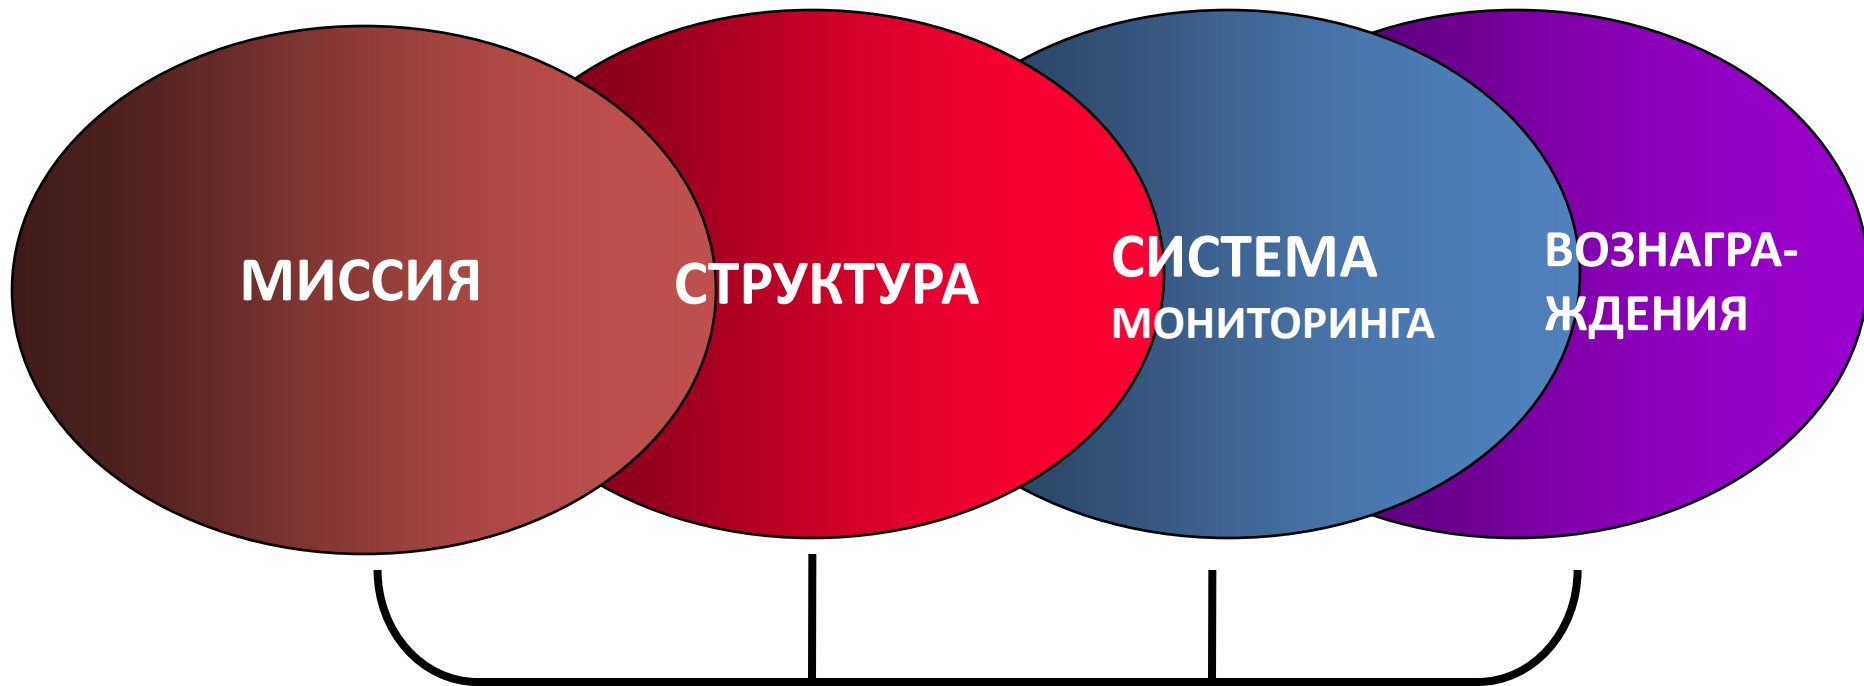 МИССИЯ
СТРУКТУРА
СИСТЕМА
МОНИТОРИНГА
ВОЗНАГРА-
ЖДЕНИЯ